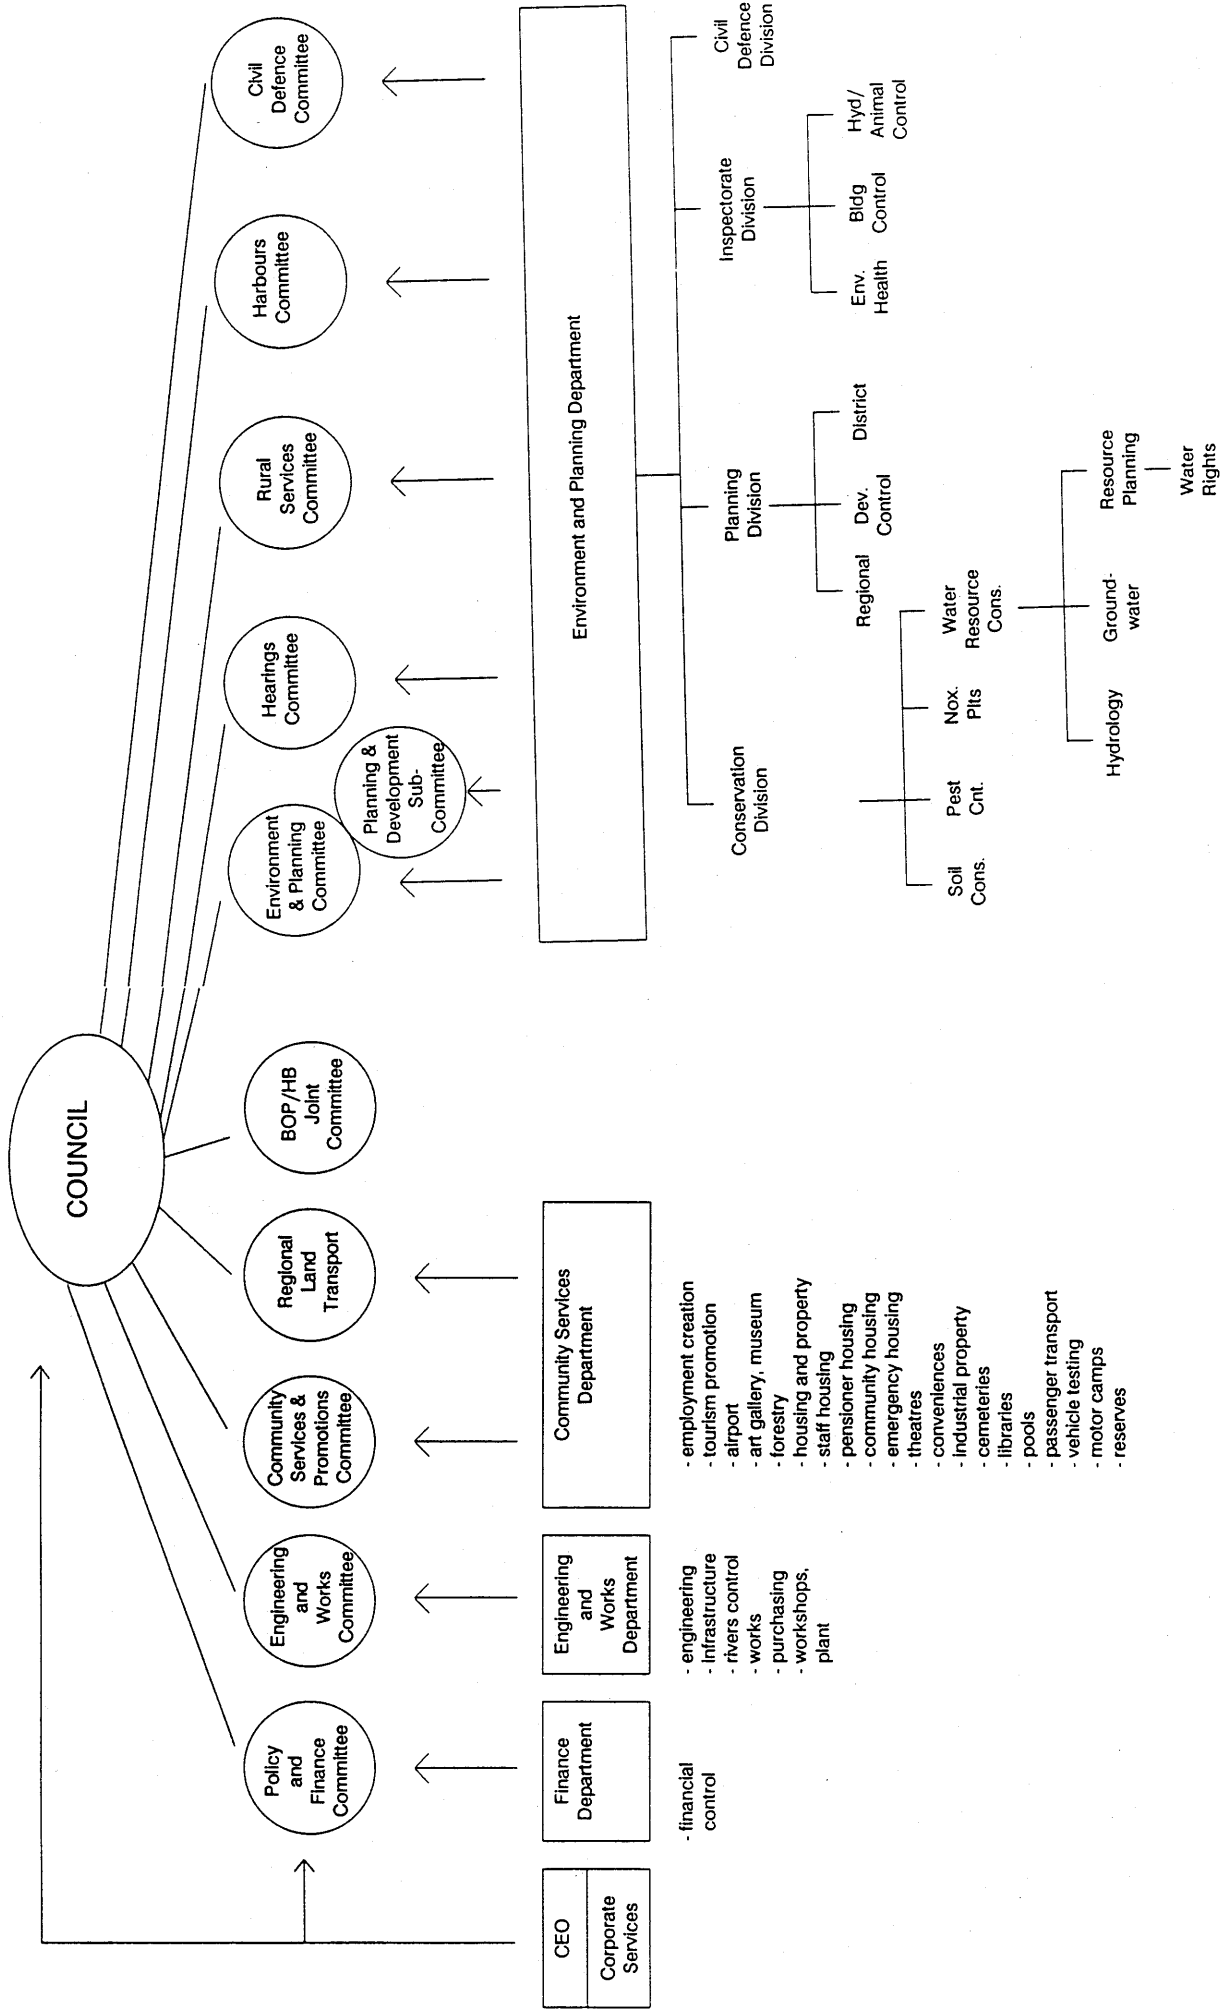 COUNCIL
Policy
and
Finance
Committee
Engineering
and
Works
Committee
Community
Services &
Promotions
Committee
Regional
Land
Transport
BOP/HB
Joint
Committee
Environment
& Planning
Committee
Planning &
Development
Sub-
Committee
Hearings
Committee
Rural
Services
Committee
Harbours
Committee
Civil
Defence
Committee
CEO
Corporate
Services
Finance
Department
- financial
control
Engineering
and
Works
Department
- engineering
- Infrastructure
- rivers control
- works
- purchasing
- workshops,
plant
Community Services
Department
- employment creation
- tourism promotion
- airport
- art gallery, museum
- forestry
- housing and property
- staff housing
- pensioner housing
- community housing
- emergency housing
- theatres
- conveniences
- industrial property
- cemeteries
- libraries
- pools
- passenger transport
- vehicle testing
- motor camps
- reserves
Environment and Planning Department
Conservation
Division
Planning
Division
Inspectorate
Division
Civil
Defence
Division
Soil
Cons.
Pest
Cnt.
Nox.
Plts
Water
Resource
Cons.
Regional
Dev.
Control
District
Env.
Health
Bldg
Control
Hyd/
Animal
Control
Hydrology
Ground-
water
Resource
Planning
Water
Rights